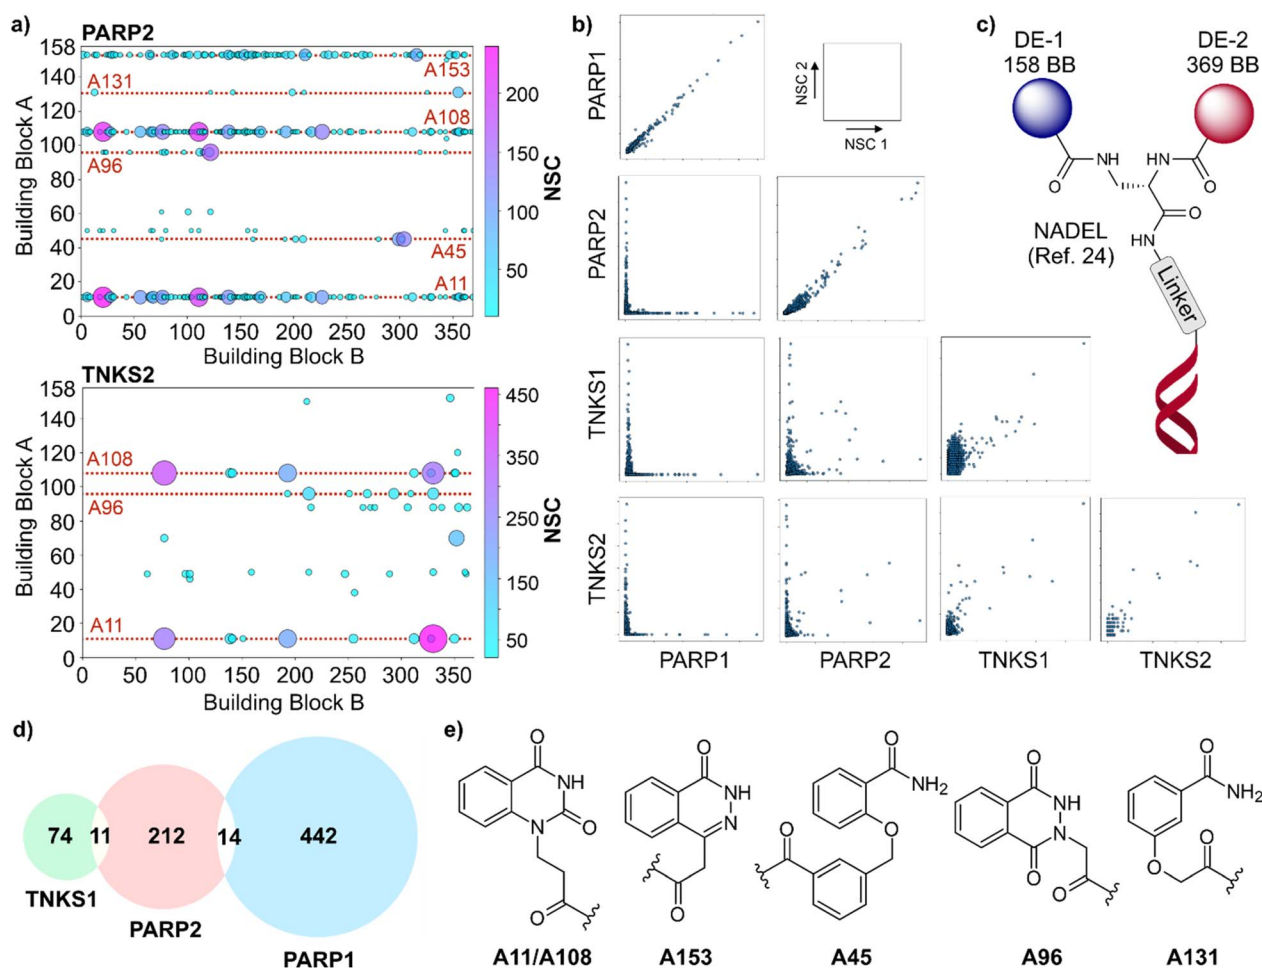 a)
PARP2
158
140
120
100
80
60
40
20
0
A131
A153
A108
A96
A45
A11
Building Block A
0 50 100 150 200 250 300 350
Building Block B
200
150
100
50
NSC
TNKS2
158
140
120
100
80
60
40
20
0
A108
A96
A11
Building Block A
0 50 100 150 200 250 300 350
Building Block B
450
350
250
150
50
NSC
b)
PARP1
PARP2
TNKS1
TNKS2
NSC 2
NSC 1
PARP1 PARP2 TNKS1 TNKS2
c)
DE-1
158 BB
DE-2
369 BB
O
NH
HN
O
O
HN
NADEL
(Ref. 24)
Linker
d)
74 11 212 14 442
TNKS1
PARP2
PARP1
e)
O
NH
N
O
O
A11/A108
O
NH
N
O
A153
O
NH2
O
O
A45
O
NH
N
O
O
A96
O
NH2
O
O
A131